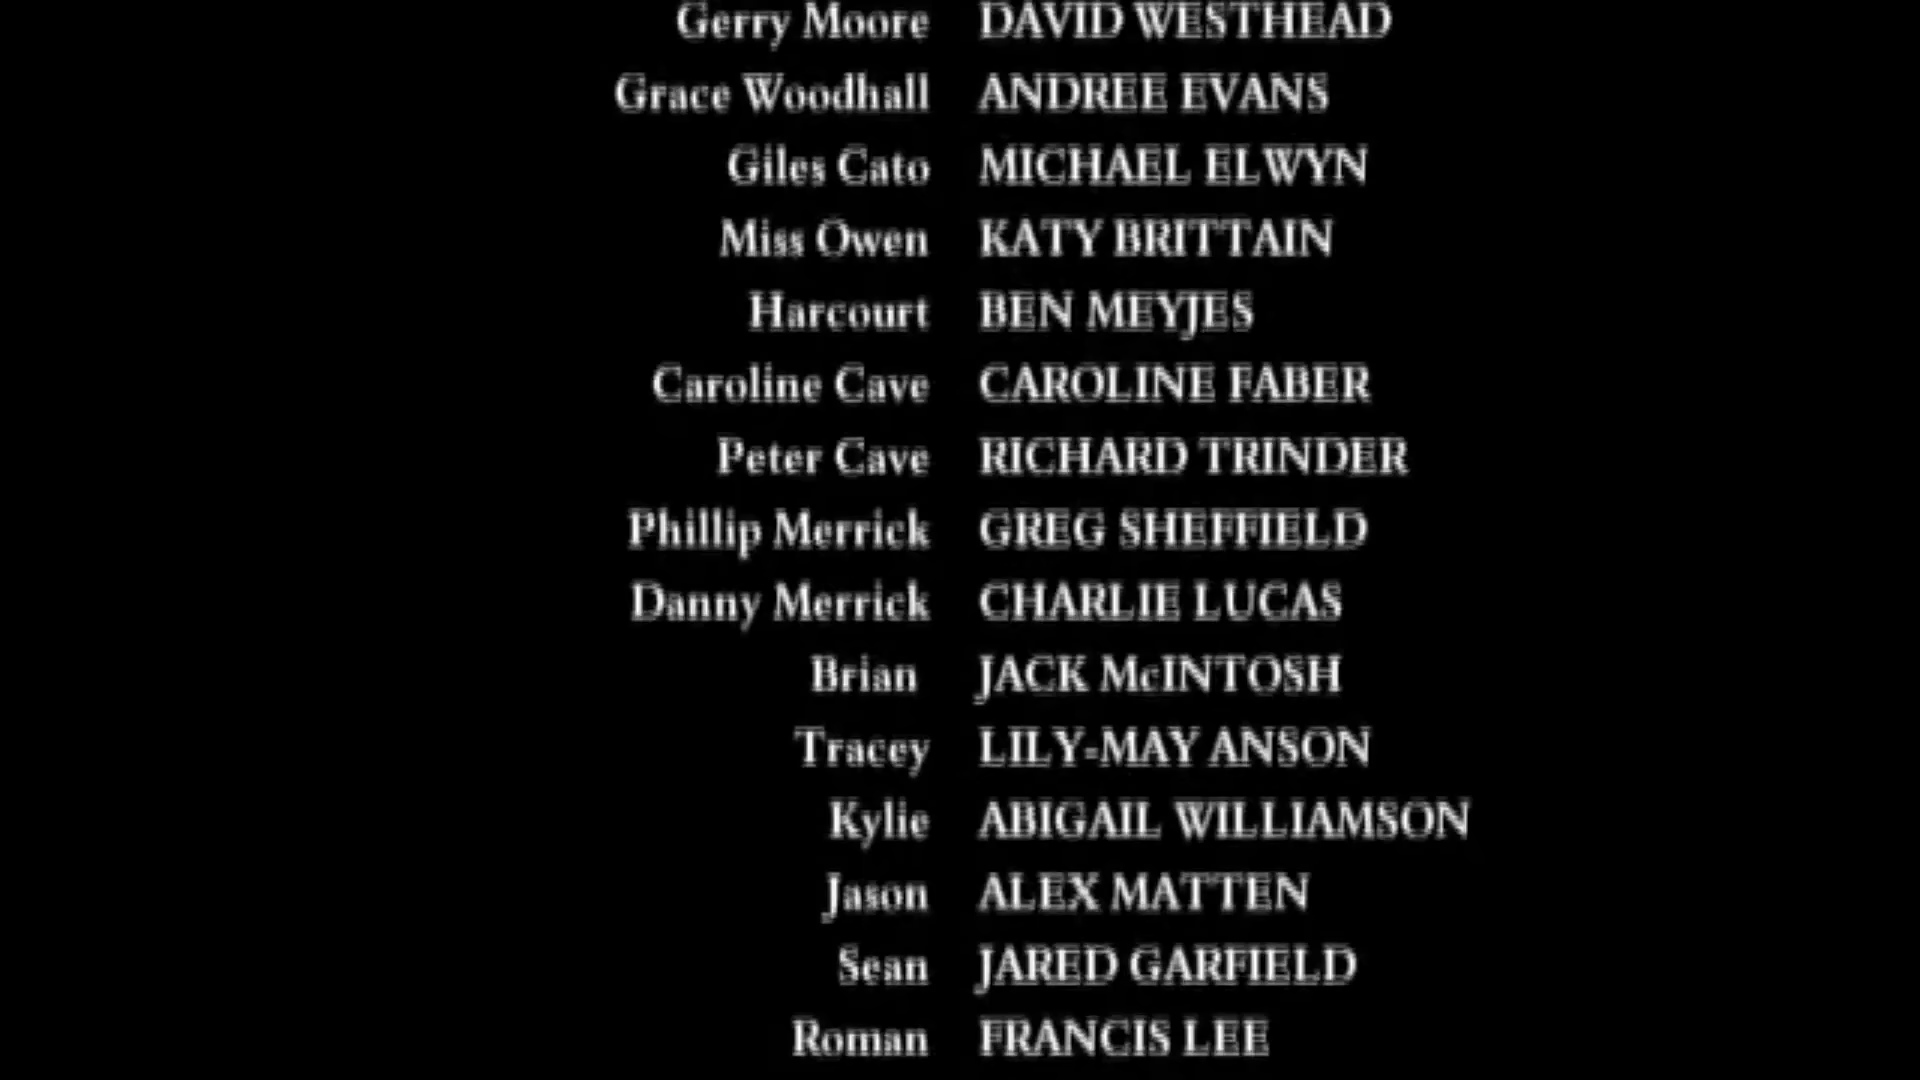 Gerry Moore DAVID WESTHEAD
Grace Woodhall ANDREE EVANS
Giles Cato MICHAEL ELWYN
Miss Owen KATY BRITTAIN
Harcourt BEN MEYJES
Caroline Cave CAROLINE FABER
Peter Cave RICHARD TRINDER
Phillip Merrick GREG SHEFFIELD
Danny Merrick CHARLIE LUCAS
Brian JACK McINTOSH
Tracey LILY-MAY ANSON
Kylie ABIGAIL WILLIAMSON
Jason ALEX MATTEN
Sean JARED GARFIELD
Roman FRANCIS LEE